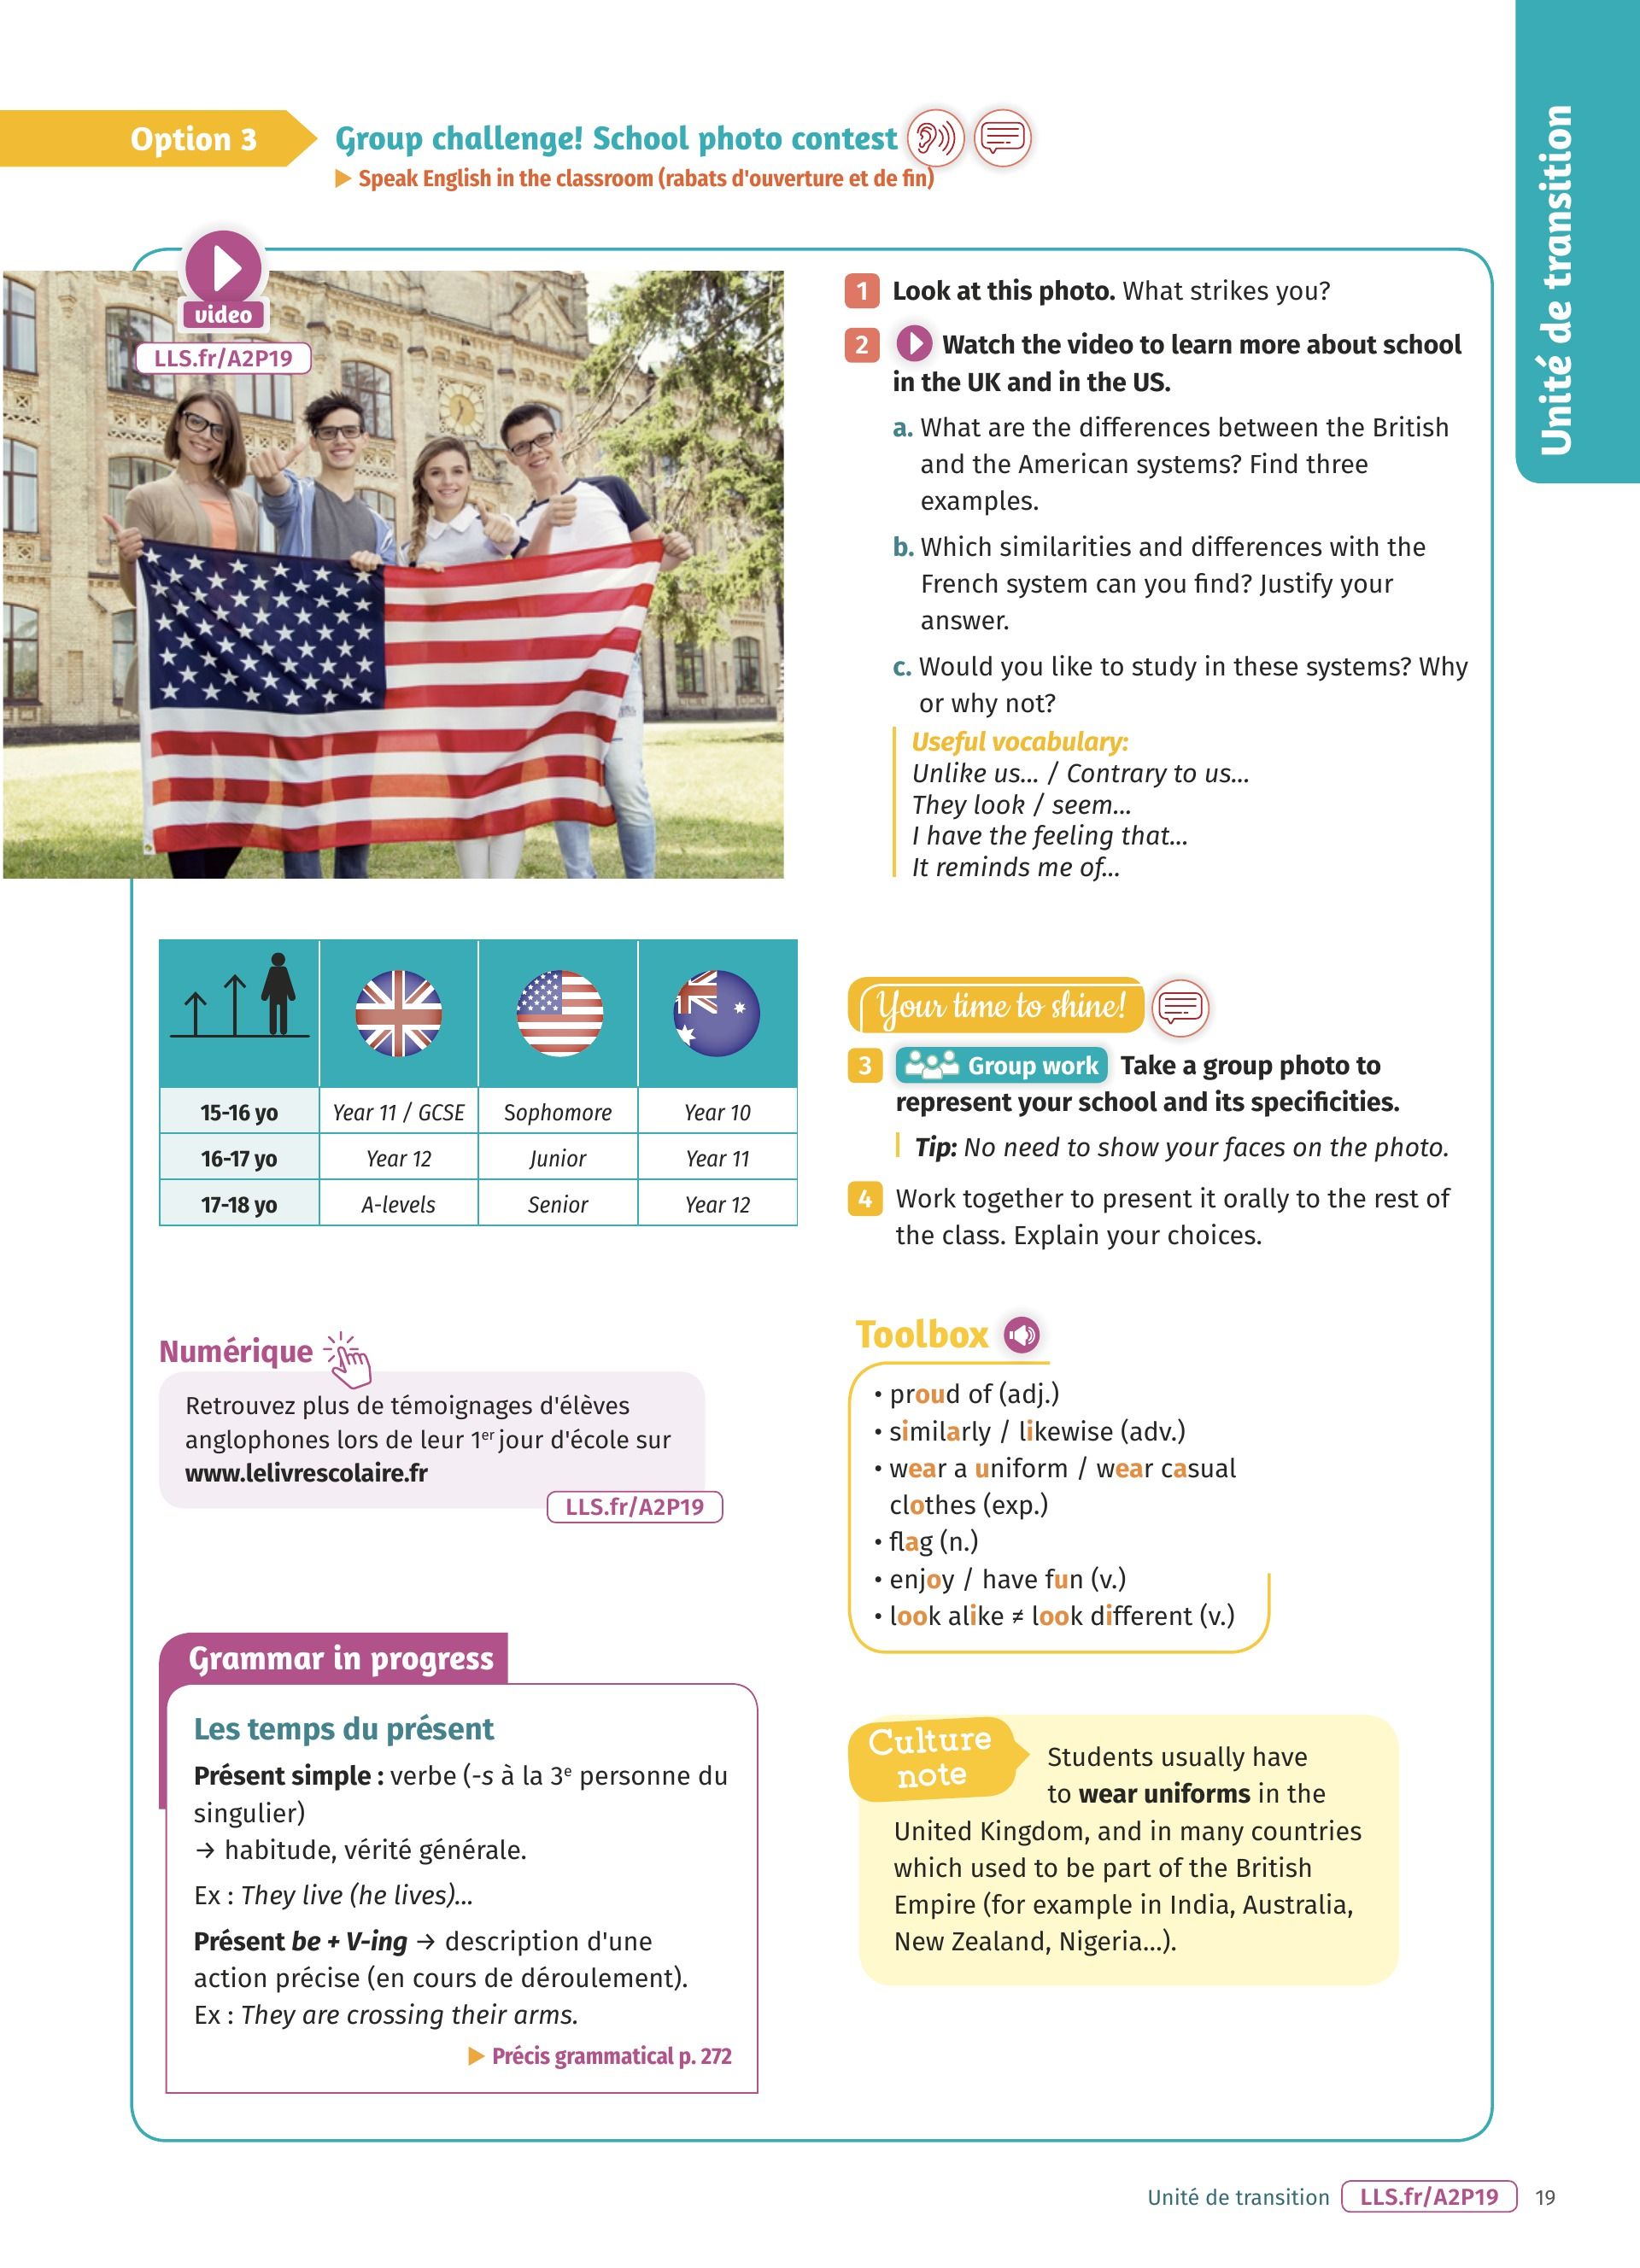 Unité de transition
Option 3
Group challenge! School photo contest
▶ Speak English in the classroom (rabats d'ouverture et de fin)
video
LLS.fr/A2P19
1 Look at this photo. What strikes you?
2 Watch the video to learn more about school
in the UK and in the US.
a. What are the differences between the British
and the American systems? Find three
examples.
b. Which similarities and differences with the
French system can you find? Justify your
answer.
c. Would you like to study in these systems? Why
or why not?
Useful vocabulary:
Unlike us... / Contrary to us...
They look / seem...
I have the feeling that...
It reminds me of...
15-16 yo Year 11 / GCSE Sophomore Year 10
16-17 yo Year 12 Junior Year 11
17-18 yo A-levels Senior Year 12
Your time to shine!
3 Group work Take a group photo to
represent your school and its specificities.
Tip: No need to show your faces on the photo.
4 Work together to present it orally to the rest of
the class. Explain your choices.
Numérique
Retrouvez plus de témoignages d'élèves
anglophones lors de leur 1er jour d'école sur
www.lelivrescolaire.fr
LLS.fr/A2P19
Toolbox
• proud of (adj.)
• similarly / likewise (adv.)
• wear a uniform / wear casual
clothes (exp.)
• flag (n.)
• enjoy / have fun (v.)
• look alike ≠ look different (v.)
Grammar in progress
Les temps du présent
Présent simple : verbe (-s à la 3e personne du
singulier)
→ habitude, vérité générale.
Ex : They live (he lives)...
Présent be + V-ing → description d'une
action précise (en cours de déroulement).
Ex : They are crossing their arms.
▶ Précis grammatical p. 272
Culture
note
Students usually have
to wear uniforms in the
United Kingdom, and in many countries
which used to be part of the British
Empire (for example in India, Australia,
New Zealand, Nigeria...).
Unité de transition LLS.fr/A2P19 19